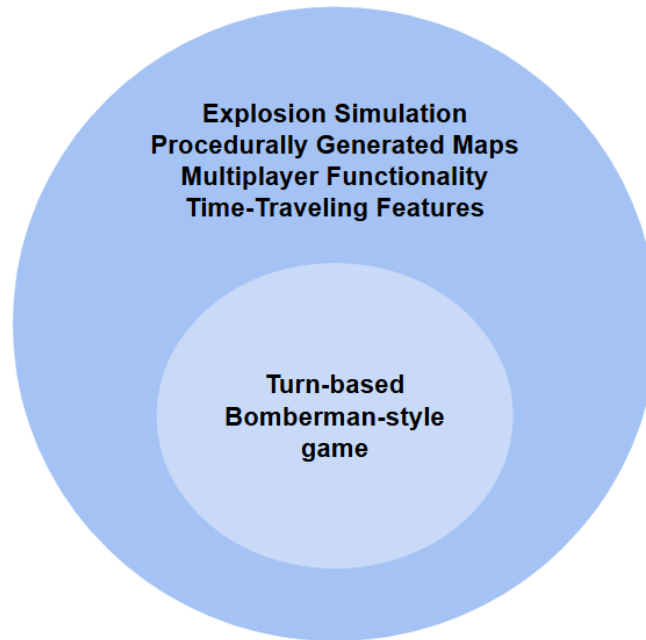 Explosion Simulation
Procedurally Generated Maps
Multiplayer Functionality
Time-Traveling Features
Turn-based
Bomberman-style
game